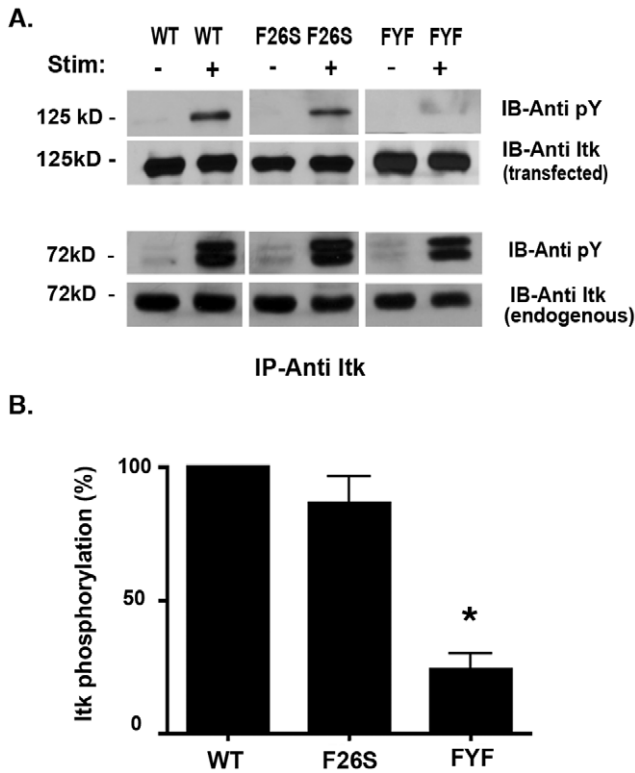 A.
WT WT F26S F26S FYF FYF
Stim: - + - + - +
125 kD - IB-Anti pY
125kD - IB-Anti Itk
(transfected)
72kD - IB-Anti pY
72kD - IB-Anti Itk
(endogenous)
IP-Anti Itk
B.
Itk phosphorylation (%)
100
50
0
*
WT F26S FYF